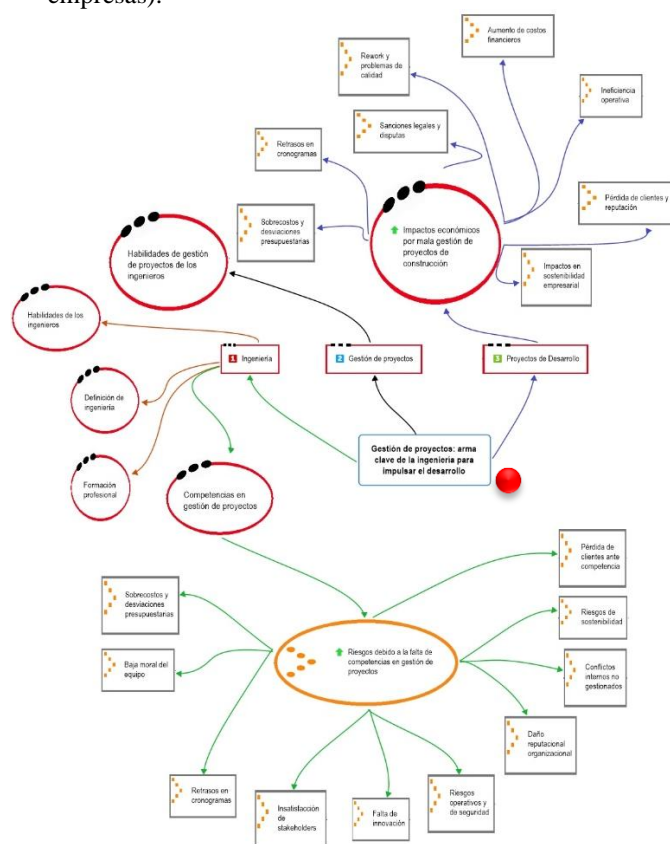 empresas).
Aumento de costos
financieros
Rework y
problemas de
calidad
Ineficiencia
operativa
Sanciones legales y
disputas
Retrasos en
cronogramas
Pérdida de clientes y
reputación
Sobrecostos y
desviaciones
presupuestarias
Impactos económicos
por mala gestión de
proyectos de
construcción
Habilidades de gestión
de proyectos de los
ingenieros
Impactos en
sostenibilidad
empresarial
Habilidades de los
ingenieros
1 Ingeniería
2 Gestión de proyectos
3 Proyectos de Desarrollo
Definición de
ingeniería
Gestión de proyectos: arma
clave de la ingeniería para
impulsar el desarrollo
Formación
profesional
Competencias en
gestión de proyectos
Pérdida de
clientes ante
competencia
Sobrecostos y
desviaciones
presupuestarias
Riesgos de
sostenibilidad
Riesgos debido a la falta de
competencias en gestión de
proyectos
Baja moral del
equipo
Conflictos
internos no
gestionados
Daño
reputacional
organizacional
Retrasos en
cronogramas
Insatisfacción
de
stakeholders
Falta de
innovación
Riesgos
operativos y
de seguridad